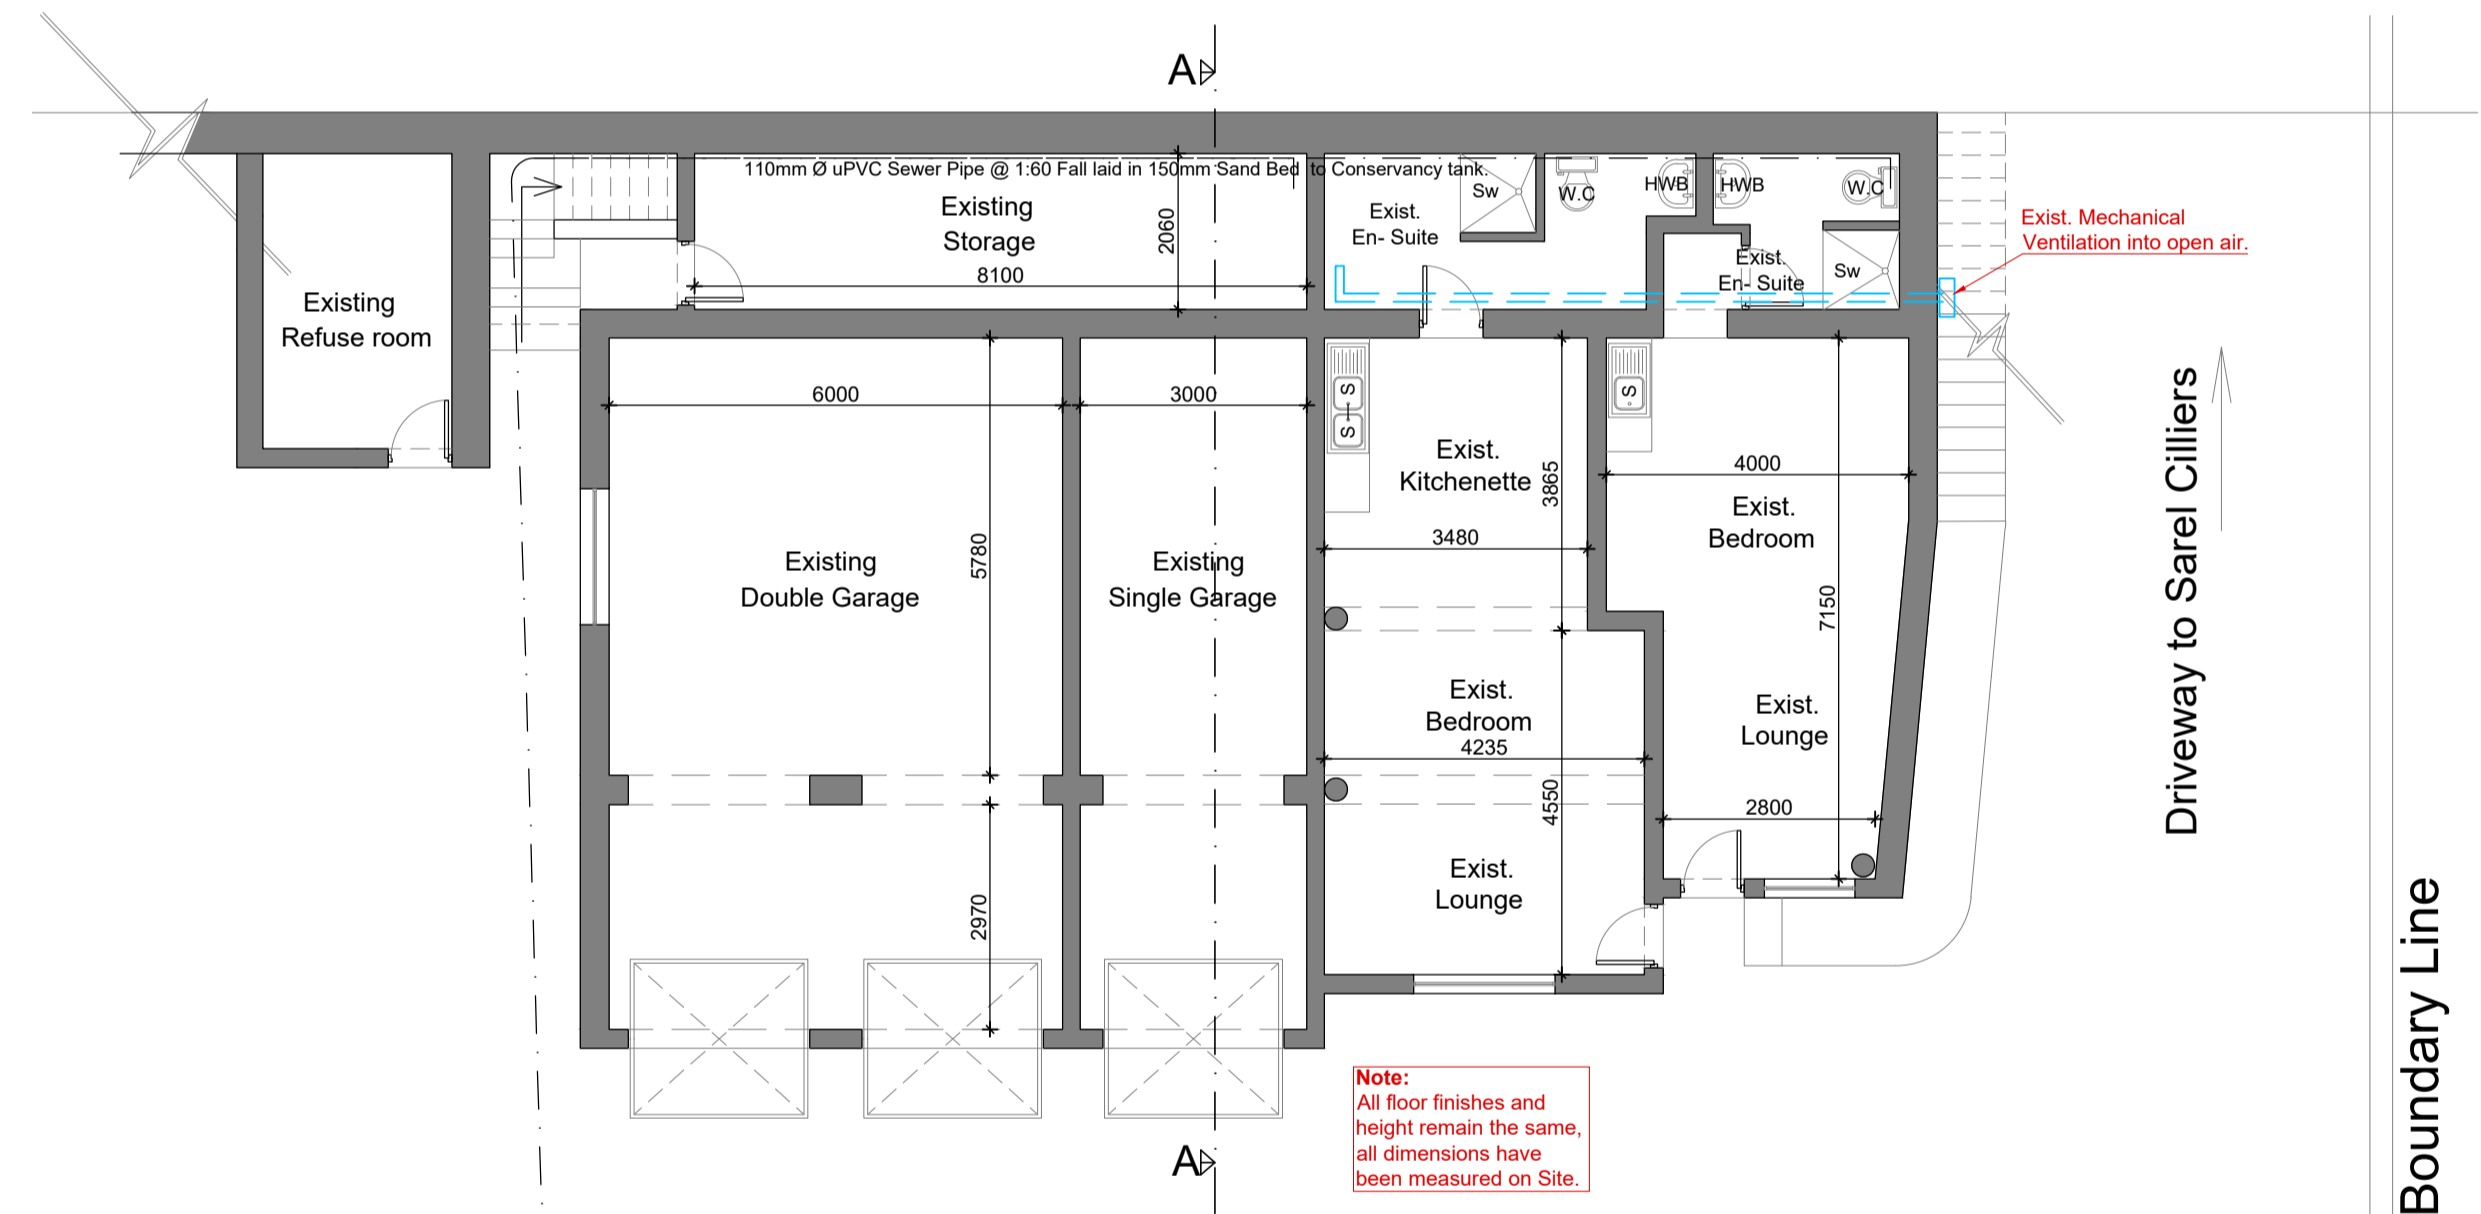 A
110mm Ø uPVC Sewer Pipe @ 1:60 Fall laid in 150mm Sand Bed to Conservancy tank.
Existing
Storage
2060
8100
Exist.
En- Suite
Sw
W.C
HWB
HWB
W.C
Exist.
En- Suite
Sw
Exist. Mechanical
Ventilation into open air.
Existing
Refuse room
6000
3000
S
S
S
Exist.
Kitchenette
3865
3480
4000
Exist.
Bedroom
7150
Existing
Double Garage
5780
Existing
Single Garage
Exist.
Bedroom
4235
4550
Exist.
Lounge
2800
Exist.
Lounge
2970
Driveway to Sarel Cilliers
Boundary Line
A
Note:
All floor finishes and
height remain the same,
all dimensions have
been measured on Site.